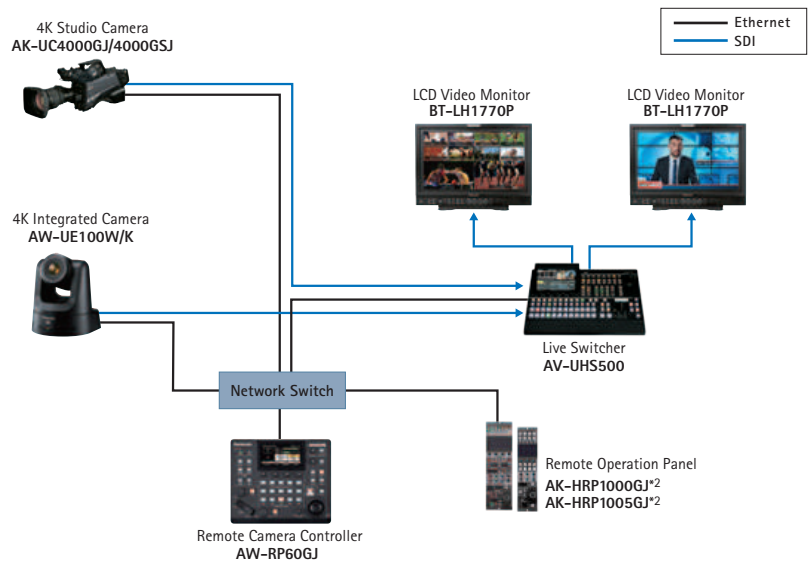 4K Studio Camera
AK-UC4000GJ/4000GSJ
Ethernet
SDI
LCD Video Monitor
BT-LH1770P
LCD Video Monitor
BT-LH1770P
4K Integrated Camera
AW-UE100W/K
Live Switcher
AV-UHS500
Network Switch
Remote Operation Panel
AK-HRP1000GJ*2
AK-HRP1005GJ*2
Remote Camera Controller
AW-RP60GJ